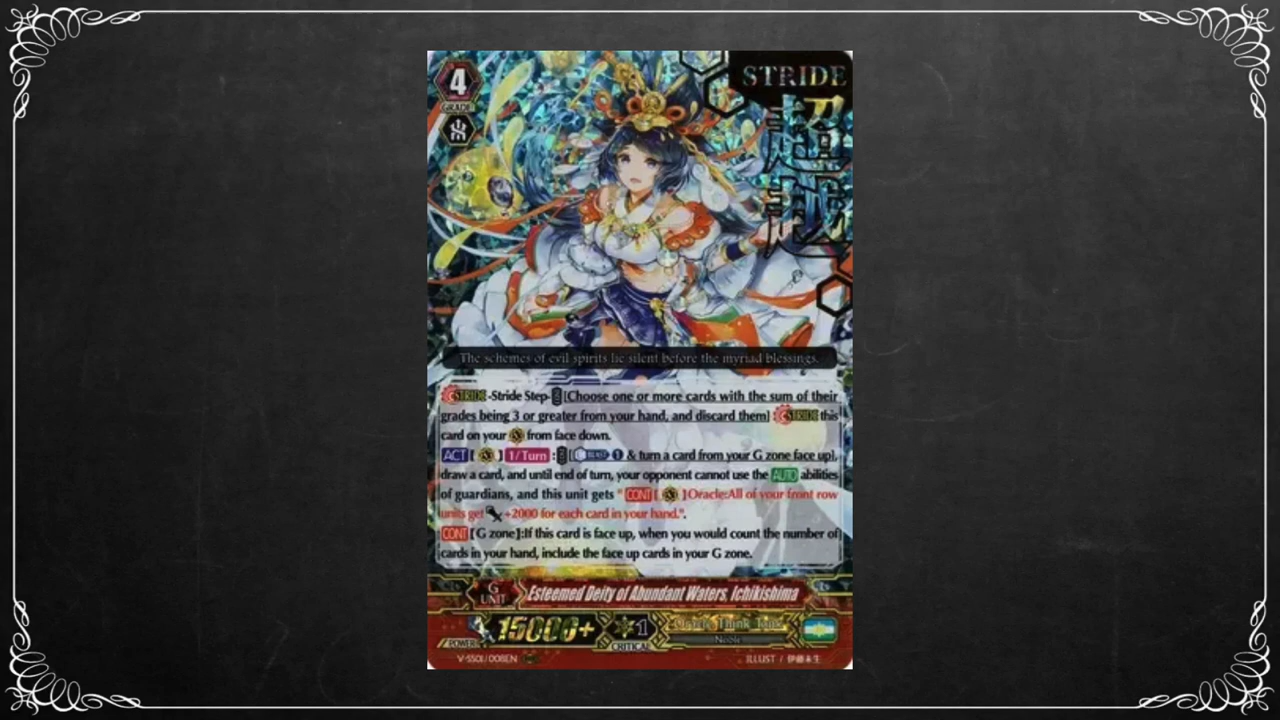 4
GRADE
STRIDE
超越
The schemes of evil spirits lie silent before the myriad blessings.
STRIDE -Stride Step- [Choose one or more cards with the sum of their
grades being 3 or greater from your hand, and discard them] : STRIDE this
card on your from face down.
ACT [ ] 1/Turn : [ BLAST 1 & turn a card from your G zone face up],
draw a card, and until end of turn, your opponent cannot use the AUTO abilities
of guardians, and this unit gets " CONT [ ]Oracle:All of your front row
units get +2000 for each card in your hand.".
CONT [G zone]:If this card is face up, when you would count the number of
cards in your hand, include the face up cards in your G zone.
G UNIT
Esteemed Deity of Abundant Waters, Ichikishima
POWER 15000+
1 CRITICAL
Oracle Think Tank
Noble
V-SS01/008EN
ILLUST / 伊藤未生